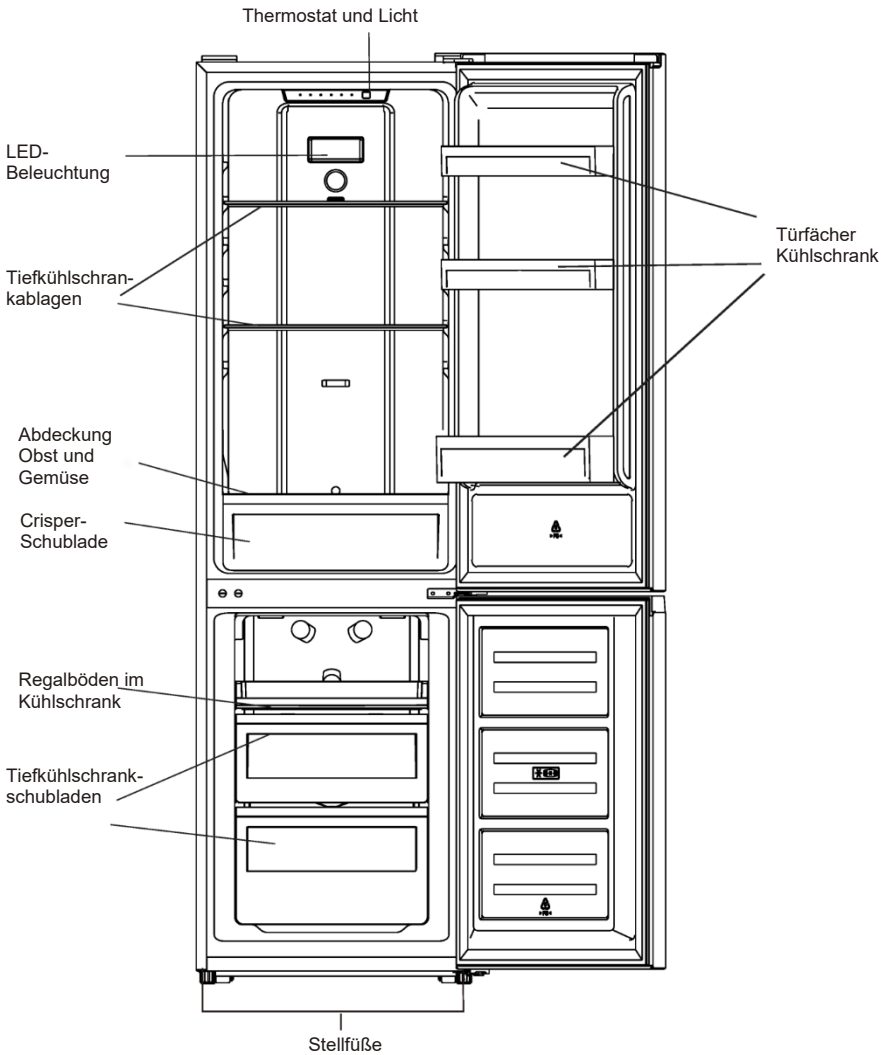 Thermostat und Licht
LED-
Beleuchtung
Türfächer
Kühlschrank
Tiefkühlschran-
kablagen
Abdeckung
Obst und
Gemüse
Crisper-
Schublade
Regalböden im
Kühlschrank
Tiefkühlschrank-
schubladen
Stellfüße